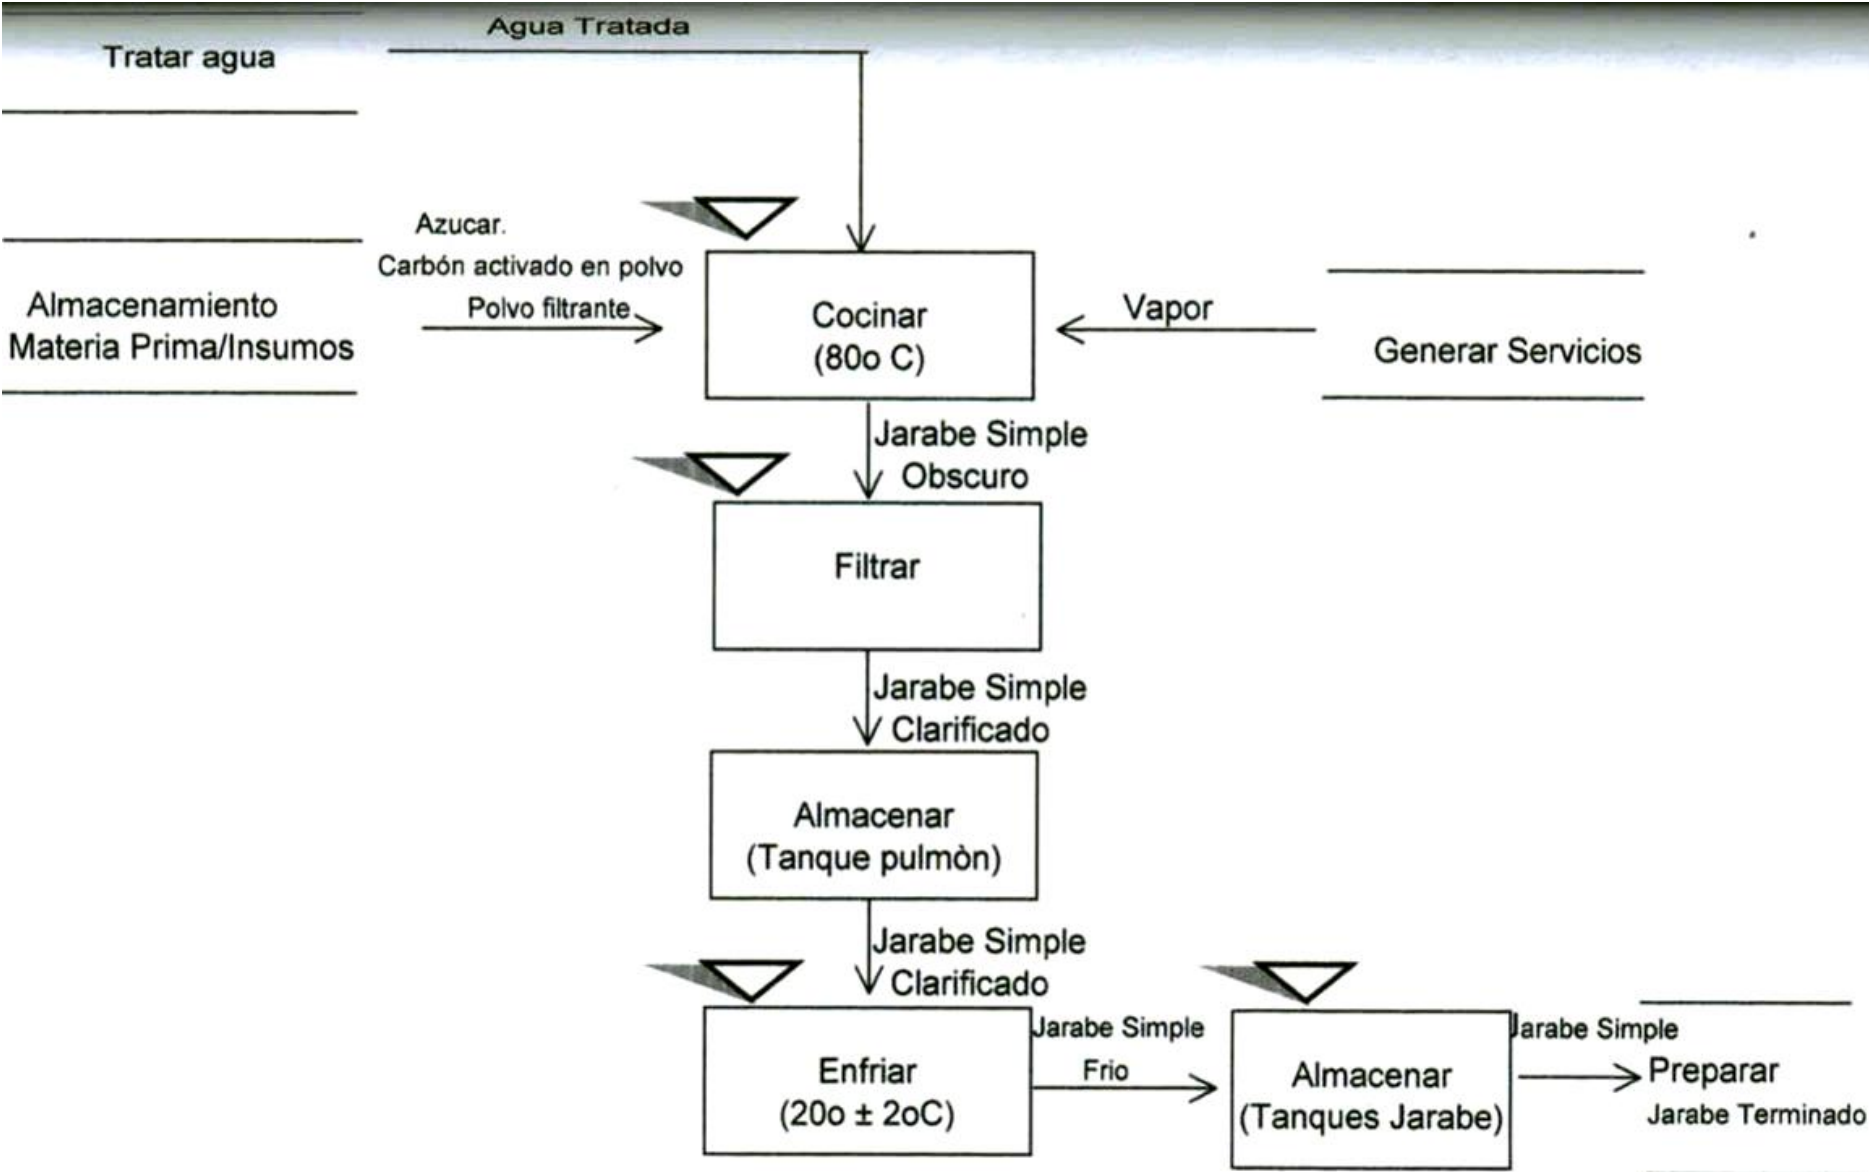 Agua Tratada
Tratar agua
Azucar.
Carbón activado en polvo
Polvo filtrante
Almacenamiento
Materia Prima/Insumos
Cocinar
(80o C)
Vapor
Generar Servicios
Jarabe Simple
Obscuro
Filtrar
Jarabe Simple
Clarificado
Almacenar
(Tanque pulmòn)
Jarabe Simple
Clarificado
Enfriar
(20o ± 2oC)
Jarabe Simple
Frio
Almacenar
(Tanques Jarabe)
Jarabe Simple
Preparar
Jarabe Terminado